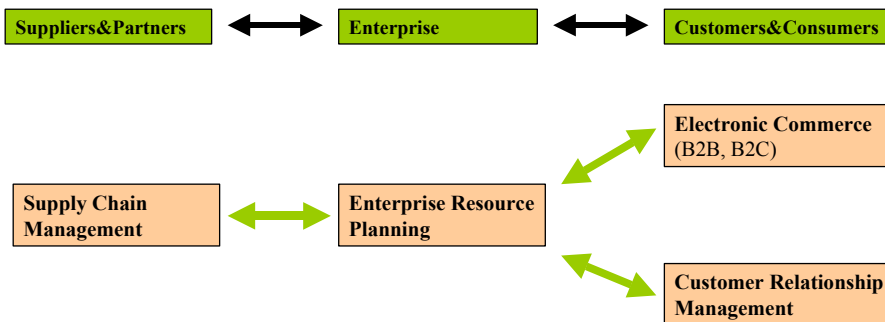 Suppliers&Partners
Enterprise
Customers&Consumers
Electronic Commerce
(B2B, B2C)
Supply Chain
Management
Enterprise Resource
Planning
Customer Relationship
Management